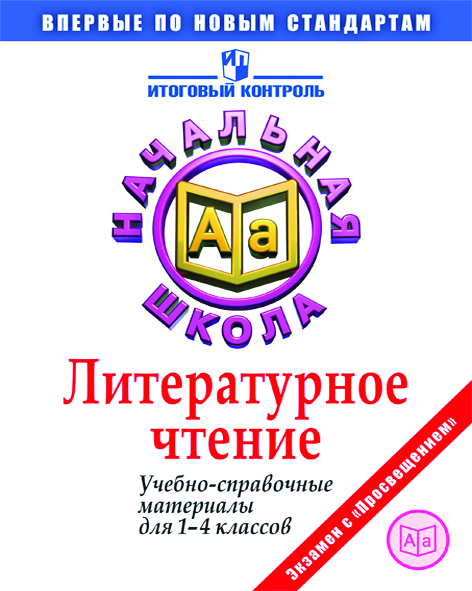 ВПЕРВЫЕ ПО НОВЫМ СТАНДАРТАМ
ИП
ИТОГОВЫЙ КОНТРОЛЬ
НАЧАЛЬНАЯ
Аа
ШКОЛА
Литературное
чтение
Учебно-справочные
материалы
для 1–4 классов
Экзамен с «Просвещением»
Аа